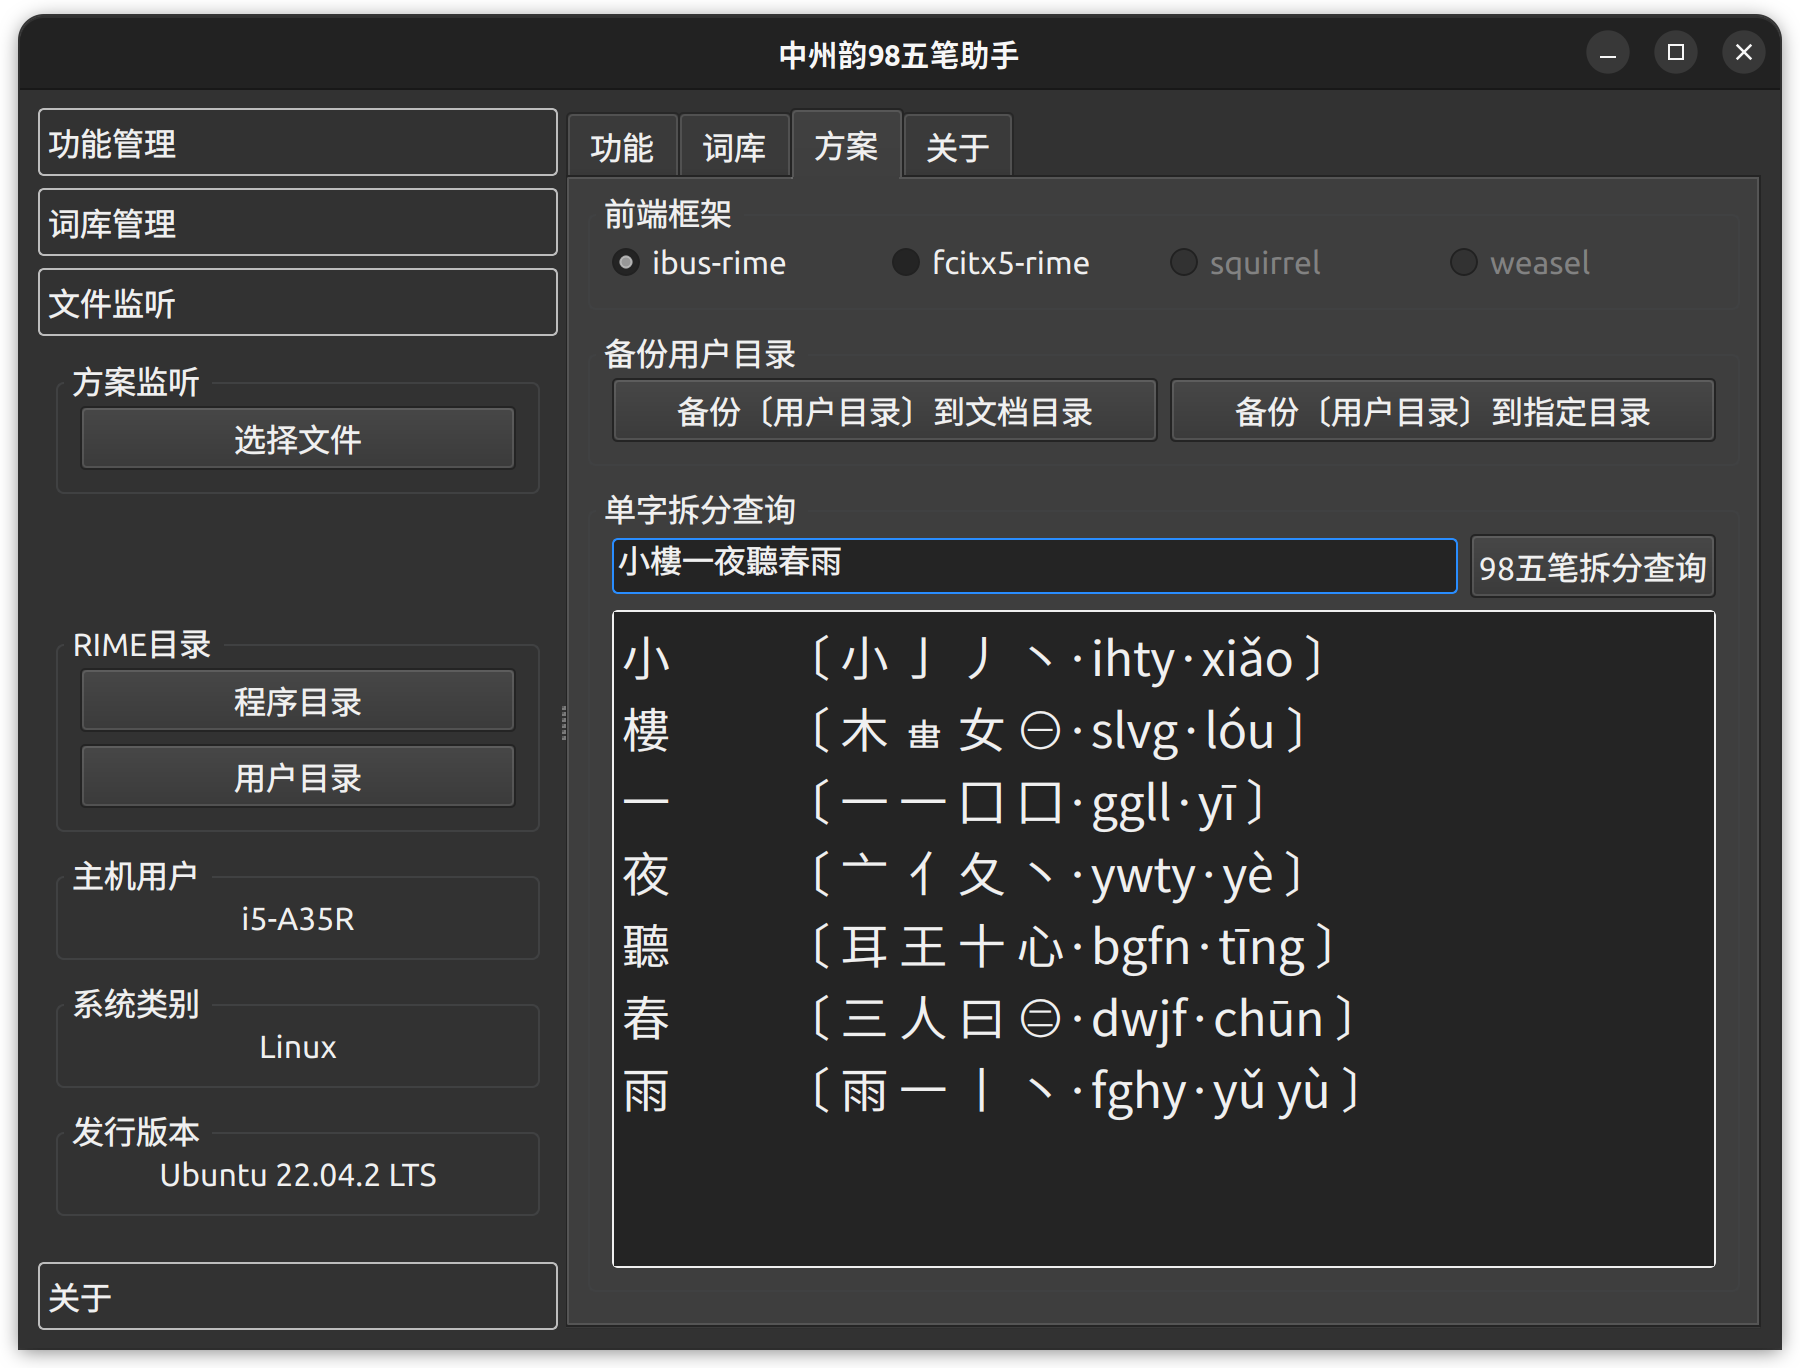 中州韵98五笔助手
功能管理
词库管理
文件监听
方案监听
选择文件
RIME目录
程序目录
用户目录
主机用户
i5-A35R
系统类别
Linux
发行版本
Ubuntu 22.04.2 LTS
关于
功能 词库 方案 关于
前端框架
ibus-rime fcitx5-rime squirrel weasel
备份用户目录
备份〔用户目录〕到文档目录 备份〔用户目录〕到指定目录
单字拆分查询
小樓一夜聽春雨 98五笔拆分查询
小 〔小亅丿丶·ihty·xiǎo〕
樓 〔木 女㊀·slvg·lóu〕
一 〔一一囗囗·ggll·yī〕
夜 〔亠亻夂丶·ywty·yè〕
聽 〔耳王十心·bgfn·tīng〕
春 〔三人曰㊁·dwjf·chūn〕
雨 〔雨一丨丶·fghy·yǔ yù〕